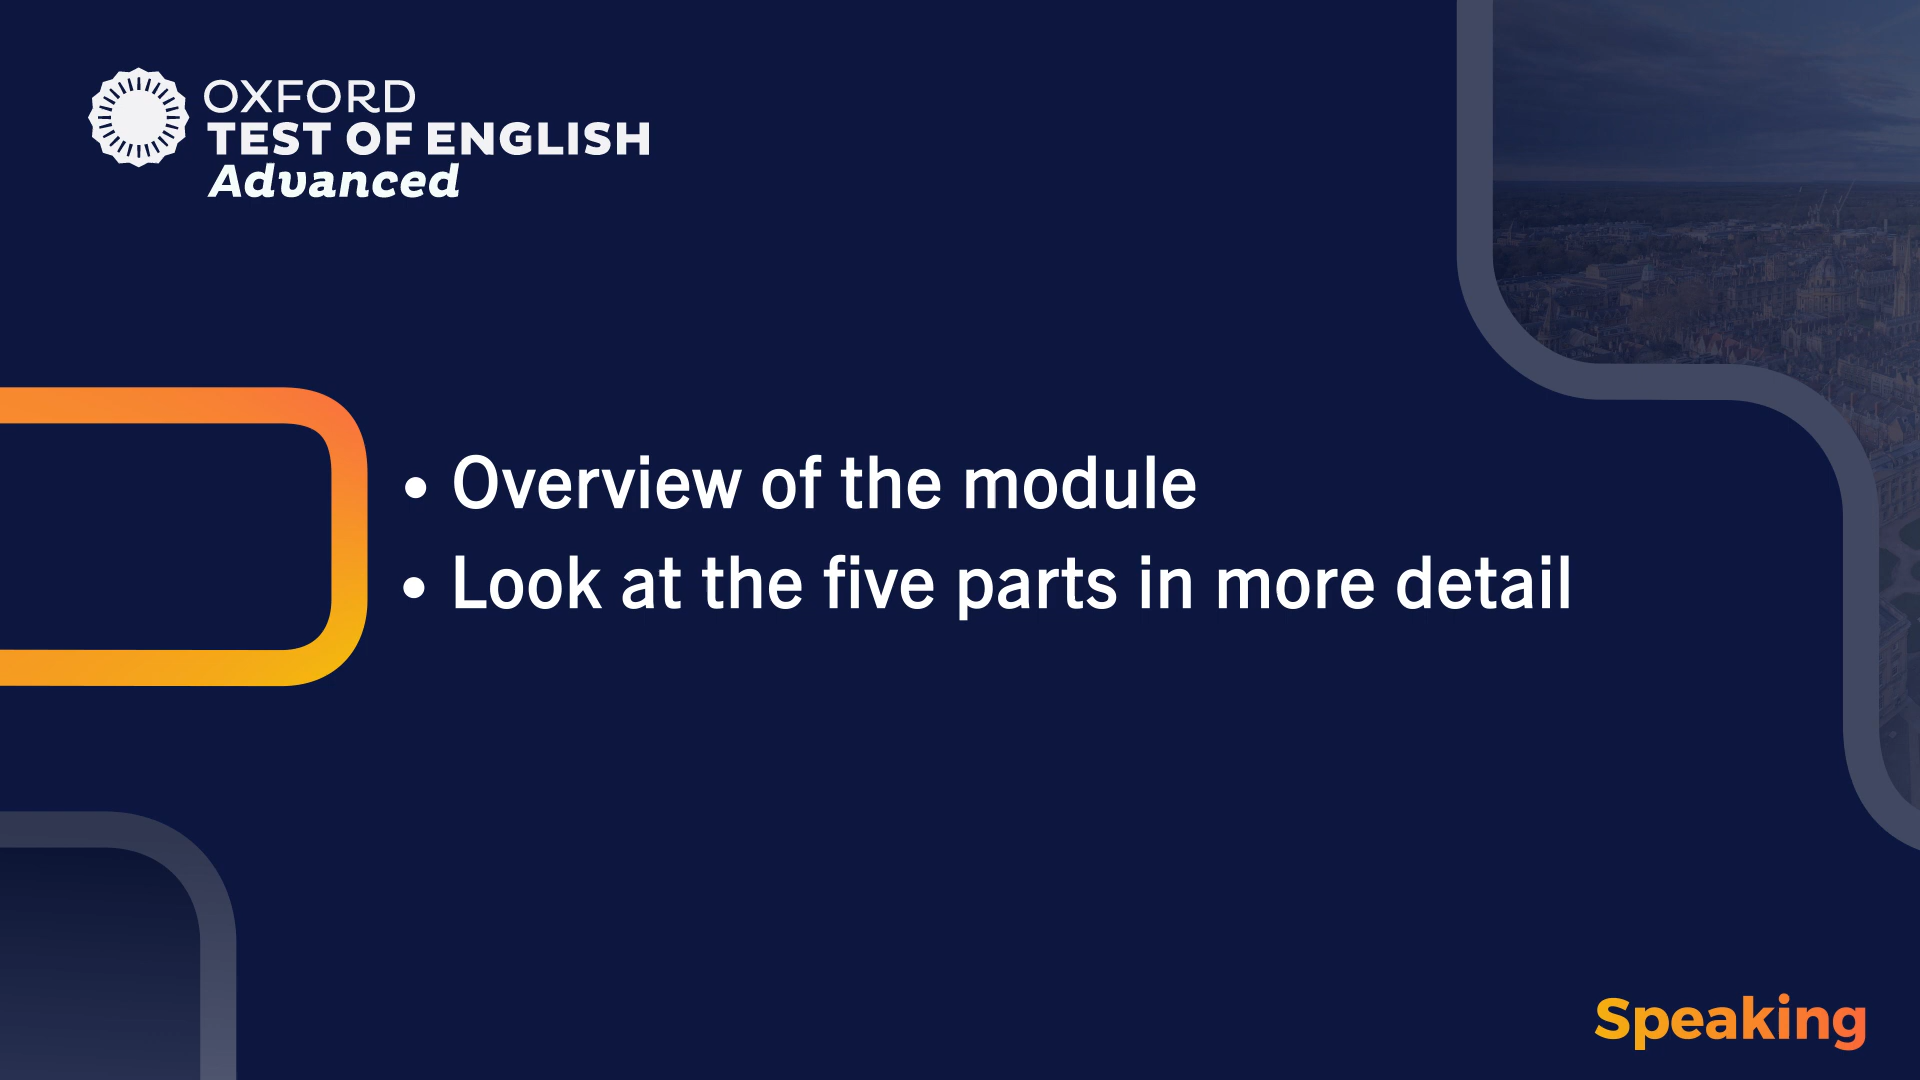 OXFORD
TEST OF ENGLISH
Advanced
• Overview of the module
• Look at the five parts in more detail
Speaking